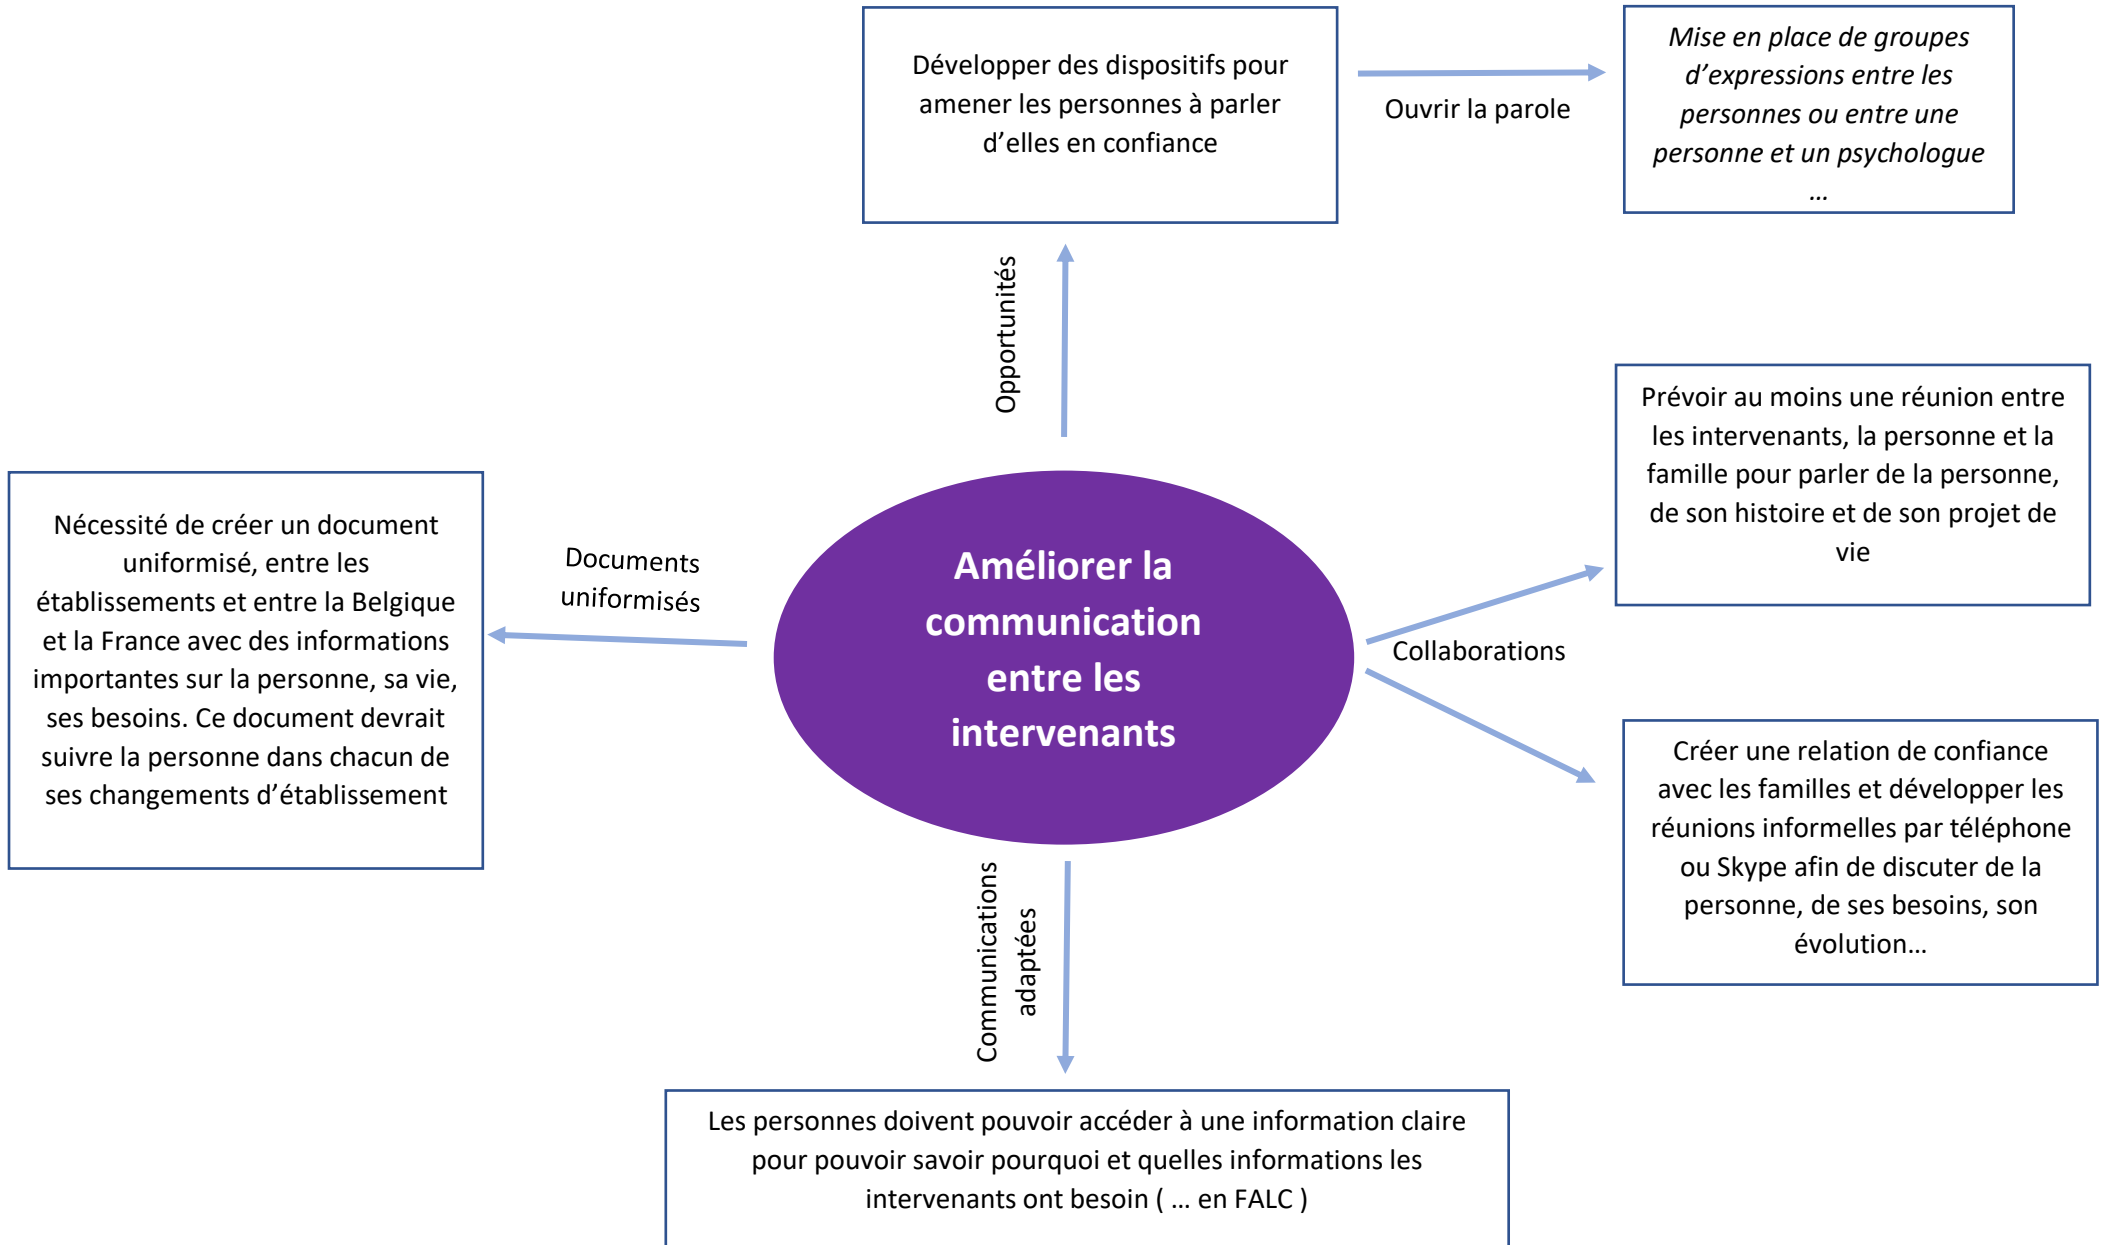 Développer des dispositifs pour
amener les personnes à parler
d’elles en confiance
Ouvrir la parole
Mise en place de groupes
d’expressions entre les
personnes ou entre une
personne et un psychologue
…
Opportunités
Prévoir au moins une réunion entre
les intervenants, la personne et la
famille pour parler de la personne,
de son histoire et de son projet de
vie
Nécessité de créer un document
uniformisé, entre les
établissements et entre la Belgique
et la France avec des informations
importantes sur la personne, sa vie,
ses besoins. Ce document devrait
suivre la personne dans chacun de
ses changements d’établissement
Documents
uniformisés
Améliorer la
communication
entre les
intervenants
Collaborations
Créer une relation de confiance
avec les familles et développer les
réunions informelles par téléphone
ou Skype afin de discuter de la
personne, de ses besoins, son
évolution…
Communications
adaptées
Les personnes doivent pouvoir accéder à une information claire
pour pouvoir savoir pourquoi et quelles informations les
intervenants ont besoin ( … en FALC )